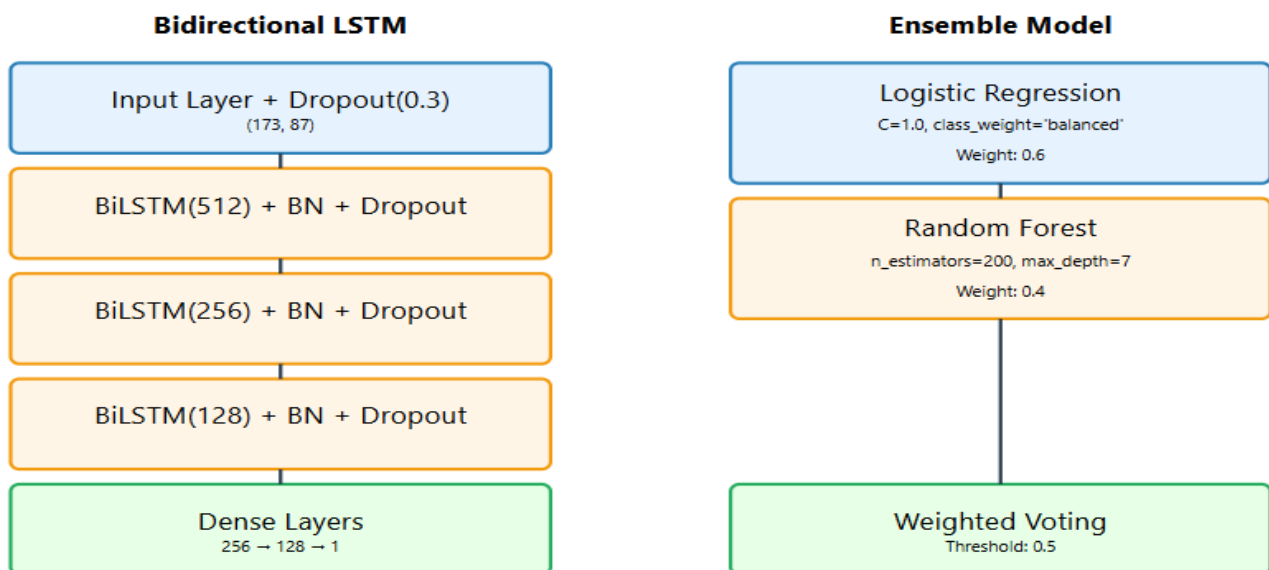 Bidirectional LSTM
Input Layer + Dropout(0.3)
(173, 87)
BiLSTM(512) + BN + Dropout
BiLSTM(256) + BN + Dropout
BiLSTM(128) + BN + Dropout
Dense Layers
256 → 128 → 1
Ensemble Model
Logistic Regression
C=1.0, class_weight='balanced'
Weight: 0.6
Random Forest
n_estimators=200, max_depth=7
Weight: 0.4
Weighted Voting
Threshold: 0.5